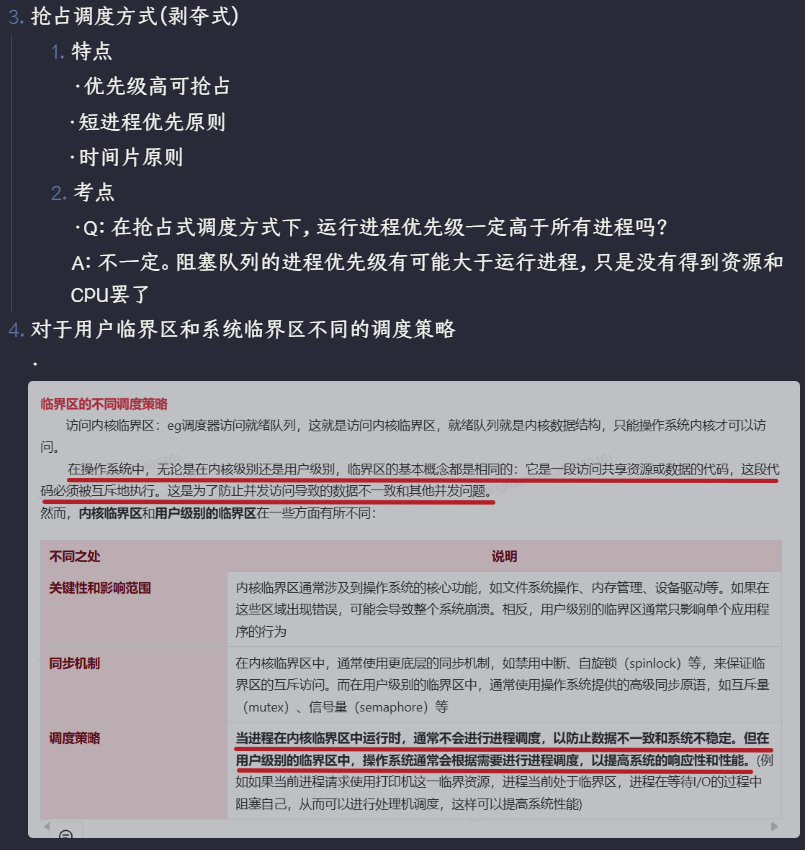 3. 抢占调度方式(剥夺式)
1. 特点
·优先级高可抢占
·短进程优先原则
·时间片原则
2. 考点
·Q: 在抢占式调度方式下, 运行进程优先级一定高于所有进程吗?
A: 不一定。阻塞队列的进程优先级有可能大于运行进程, 只是没有得到资源和
CPU罢了
4. 对于用户临界区和系统临界区不同的调度策略
·
临界区的不同调度策略
访问内核临界区：eg调度器访问就绪队列，这就是访问内核临界区，就绪队列就是内核数据结构，只能操作系统内核才可以访
问。
在操作系统中，无论是在内核级别还是用户级别，临界区的基本概念都是相同的：它是一段访问共享资源或数据的代码，这段代
码必须被互斥地执行。这是为了防止并发访问导致的数据不一致和其他并发问题。
然而，内核临界区和用户级别的临界区在一些方面有所不同：
不同之处 说明
关键性和影响范围
内核临界区通常涉及到操作系统的核心功能，如文件系统操作、内存管理、设备驱动等。如果在
这些区域出现错误，可能会导致整个系统崩溃。相反，用户级别的临界区通常只影响单个应用程
序的行为
同步机制
在内核临界区中，通常使用更底层的同步机制，如禁用中断、自旋锁（spinlock）等，来保证临
界区的互斥访问。而在用户级别的临界区中，通常使用操作系统提供的高级同步原语，如互斥量
（mutex）、信号量（semaphore）等
调度策略
当进程在内核临界区中运行时，通常不会进行进程调度，以防止数据不一致和系统不稳定。但在
用户级别的临界区中，操作系统通常会根据需要进行进程调度，以提高系统的响应性和性能。(例
如如果当前进程请求使用打印机这一临界资源，进程当前处于临界区，进程在等待I/O的过程中
阻塞自己，从而可以进行处理机调度，这样可以提高系统性能)